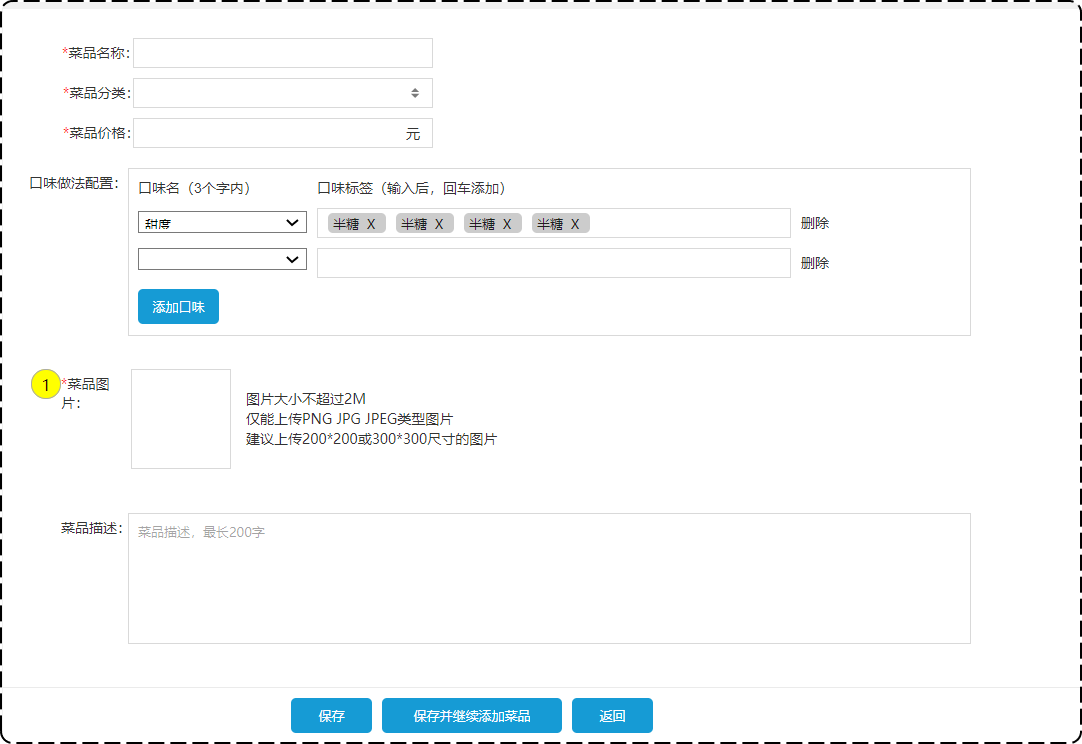 *菜品名称:
*菜品分类:
*菜品价格: 元
口味做法配置: 口味名（3个字内） 口味标签（输入后，回车添加）
甜度 半糖 X 半糖 X 半糖 X 半糖 X 删除
删除
添加口味
1 *菜品图
片:
图片大小不超过2M
仅能上传PNG JPG JPEG类型图片
建议上传200*200或300*300尺寸的图片
菜品描述: 菜品描述，最长200字
保存 保存并继续添加菜品 返回